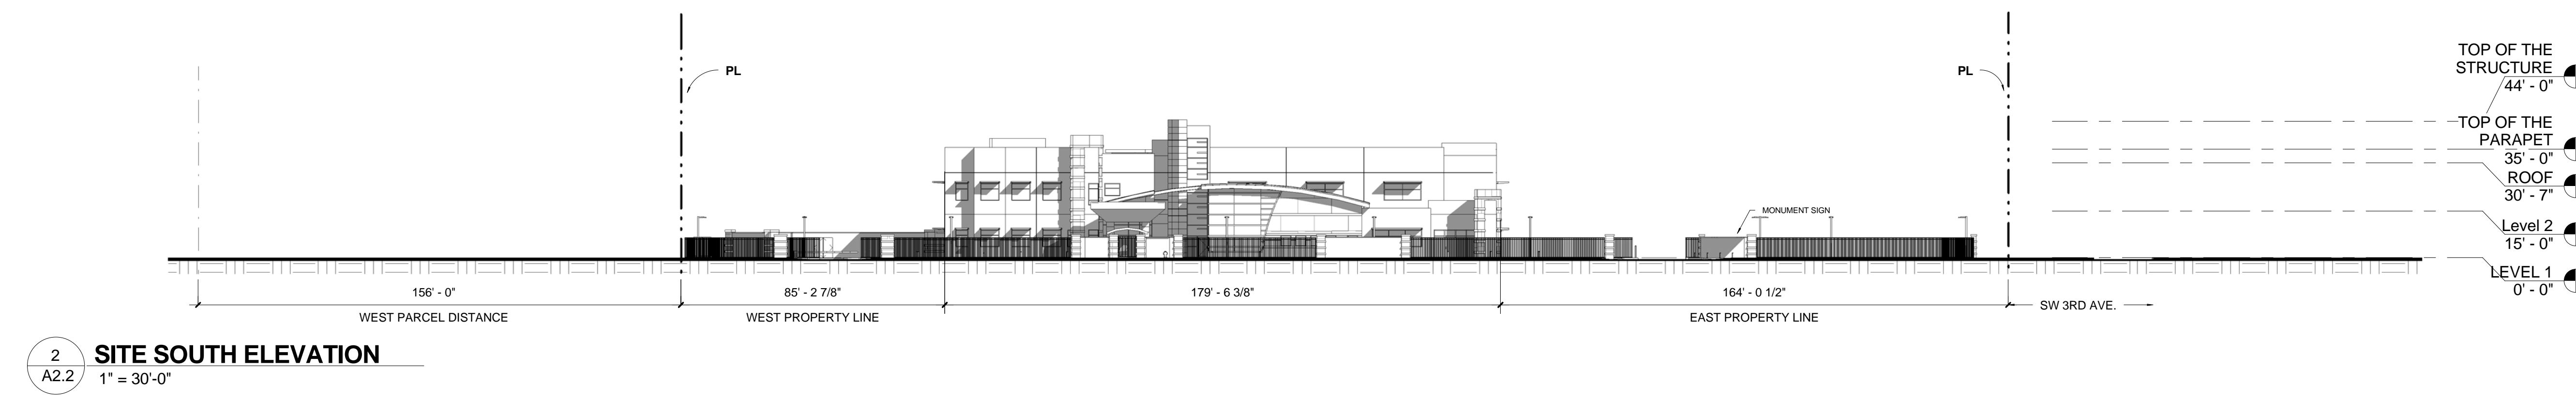 PL
PL
TOP OF THE
STRUCTURE
44' - 0"
TOP OF THE
PARAPET
35' - 0"
ROOF
30' - 7"
Level 2
15' - 0"
LEVEL 1
0' - 0"
MONUMENT SIGN
156' - 0"
85' - 2 7/8"
179' - 6 3/8"
164' - 0 1/2"
SW 3RD AVE.
WEST PARCEL DISTANCE
WEST PROPERTY LINE
EAST PROPERTY LINE
2
A2.2
SITE SOUTH ELEVATION
1" = 30'-0"